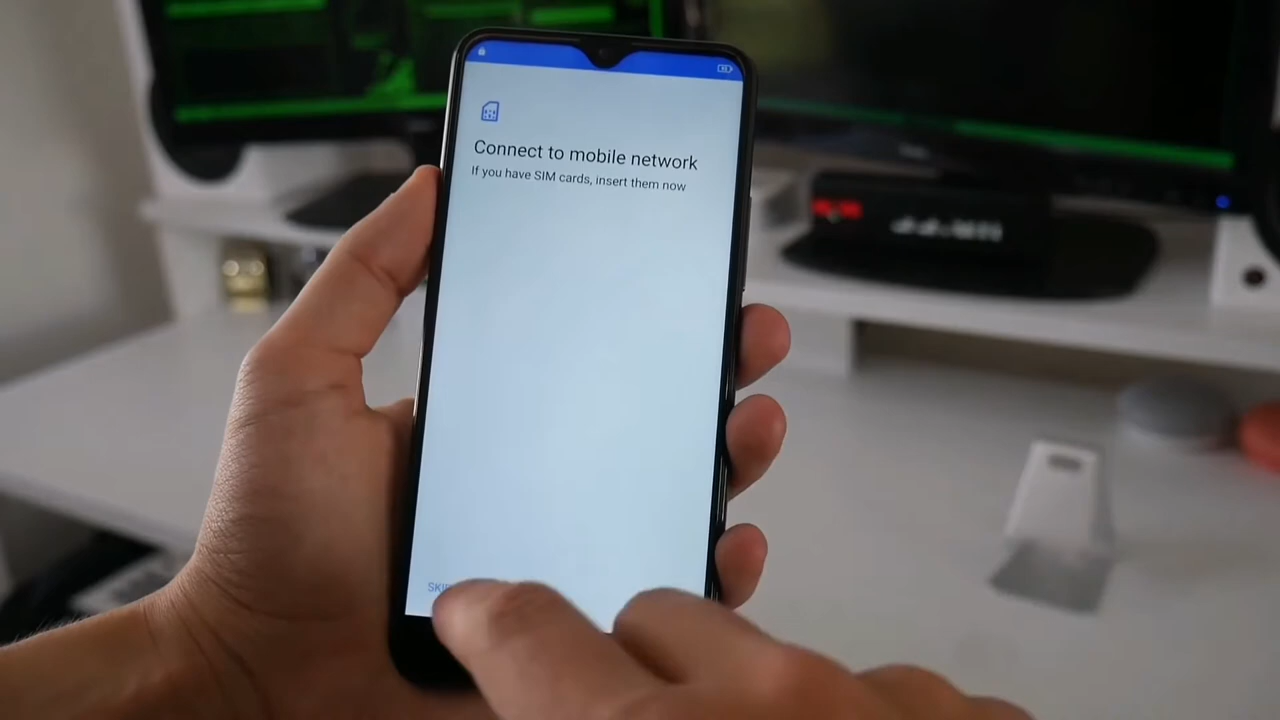 Connect to mobile network
If you have SIM cards, insert them now